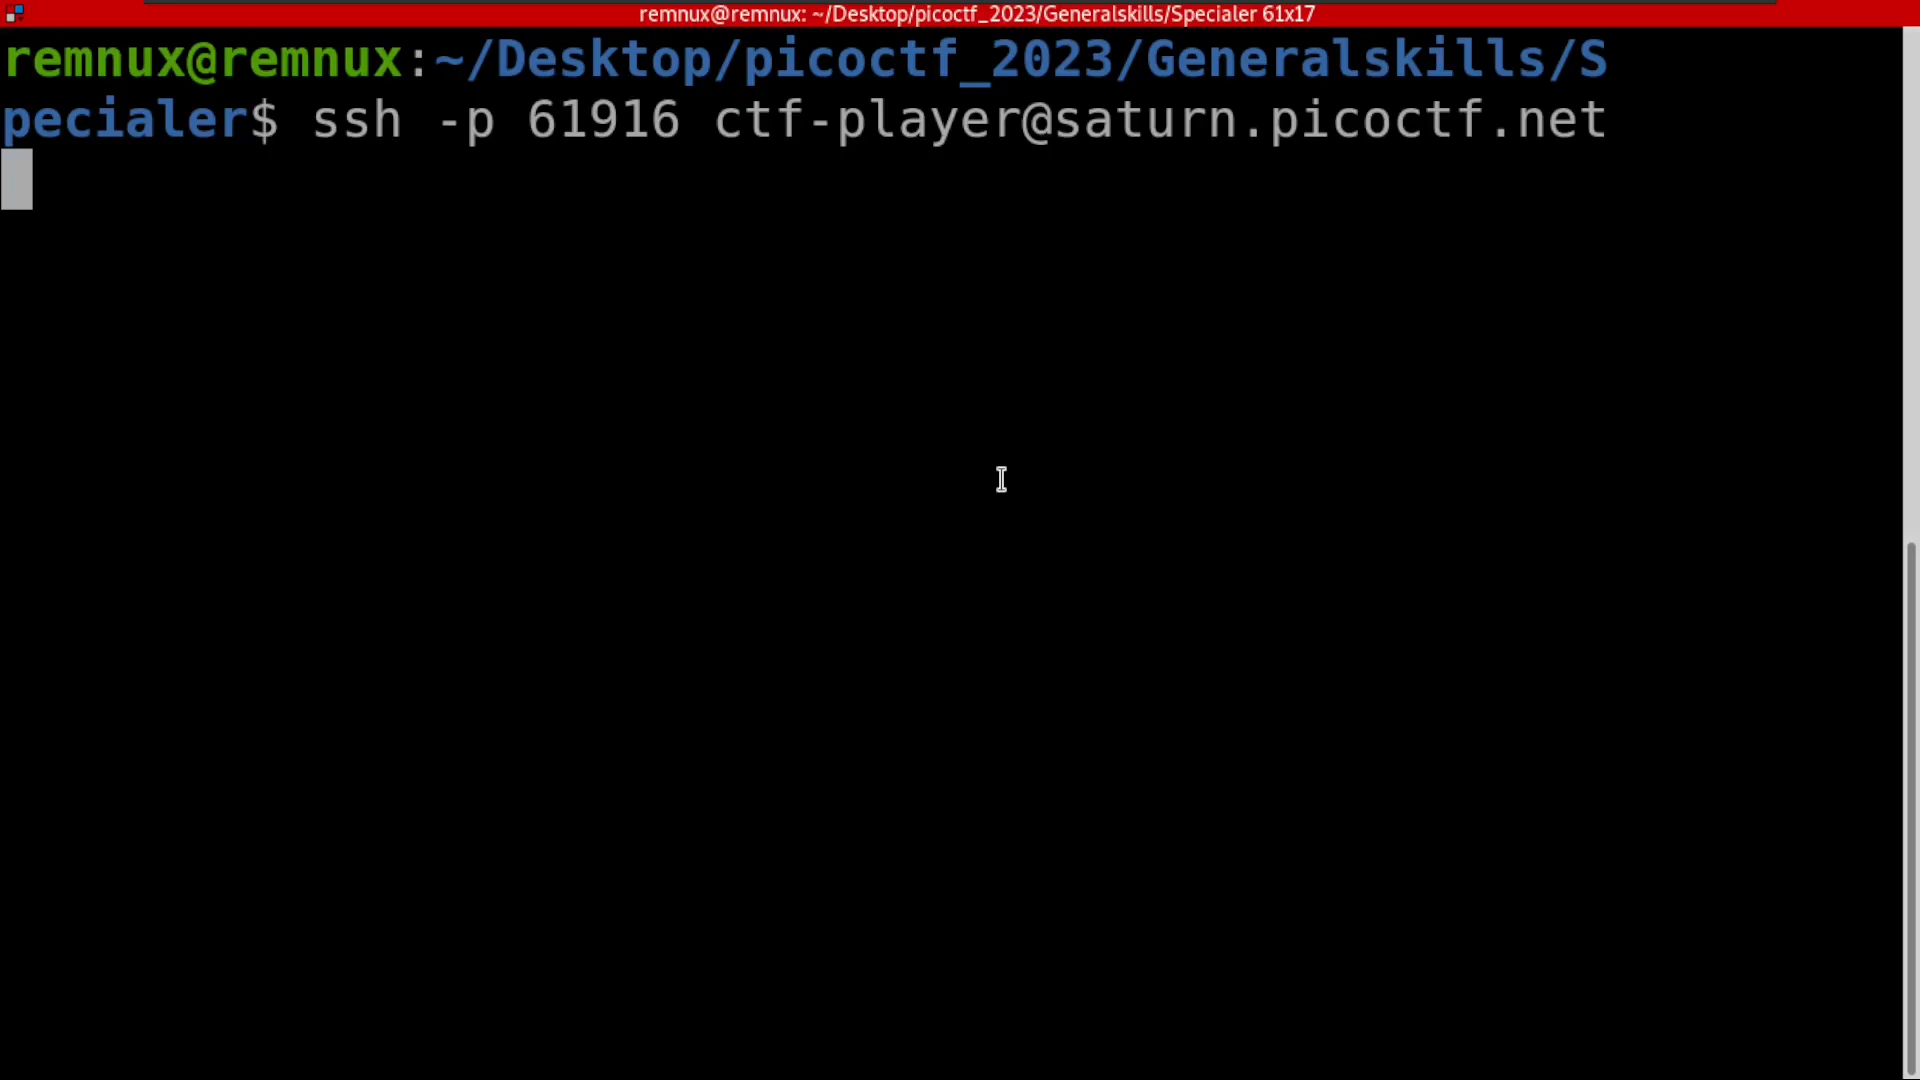 remnux@remnux: ~/Desktop/picoctf_2023/Generalskills/Specialer 61x17
remnux@remnux:~/Desktop/picoctf_2023/Generalskills/S
pecialer$ ssh -p 61916 ctf-player@saturn.picoctf.net